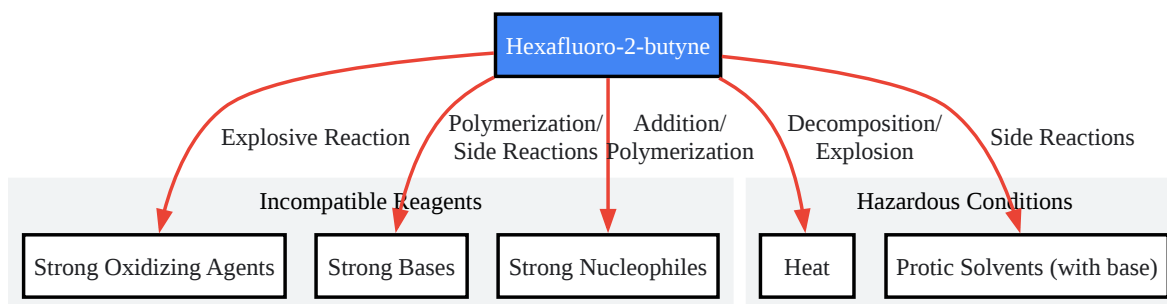 Hexafluoro-2-butyne
Explosive Reaction
Polymerization/
Side Reactions
Addition/
Polymerization
Decomposition/
Explosion
Side Reactions
Incompatible Reagents
Hazardous Conditions
Strong Oxidizing Agents
Strong Bases
Strong Nucleophiles
Heat
Protic Solvents (with base)